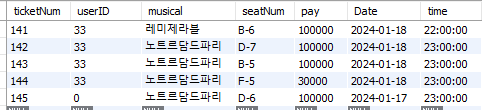 ticketNum userID musical seatNum pay Date time
141 33 레미제라블 B-6 100000 2024-01-18 22:00:00
142 33 노트르담드파리 D-7 100000 2024-01-18 23:00:00
143 33 노트르담드파리 B-5 100000 2024-01-18 23:00:00
144 33 노트르담드파리 F-5 30000 2024-01-18 23:00:00
145 0 노트르담드파리 D-6 100000 2024-01-17 23:00:00